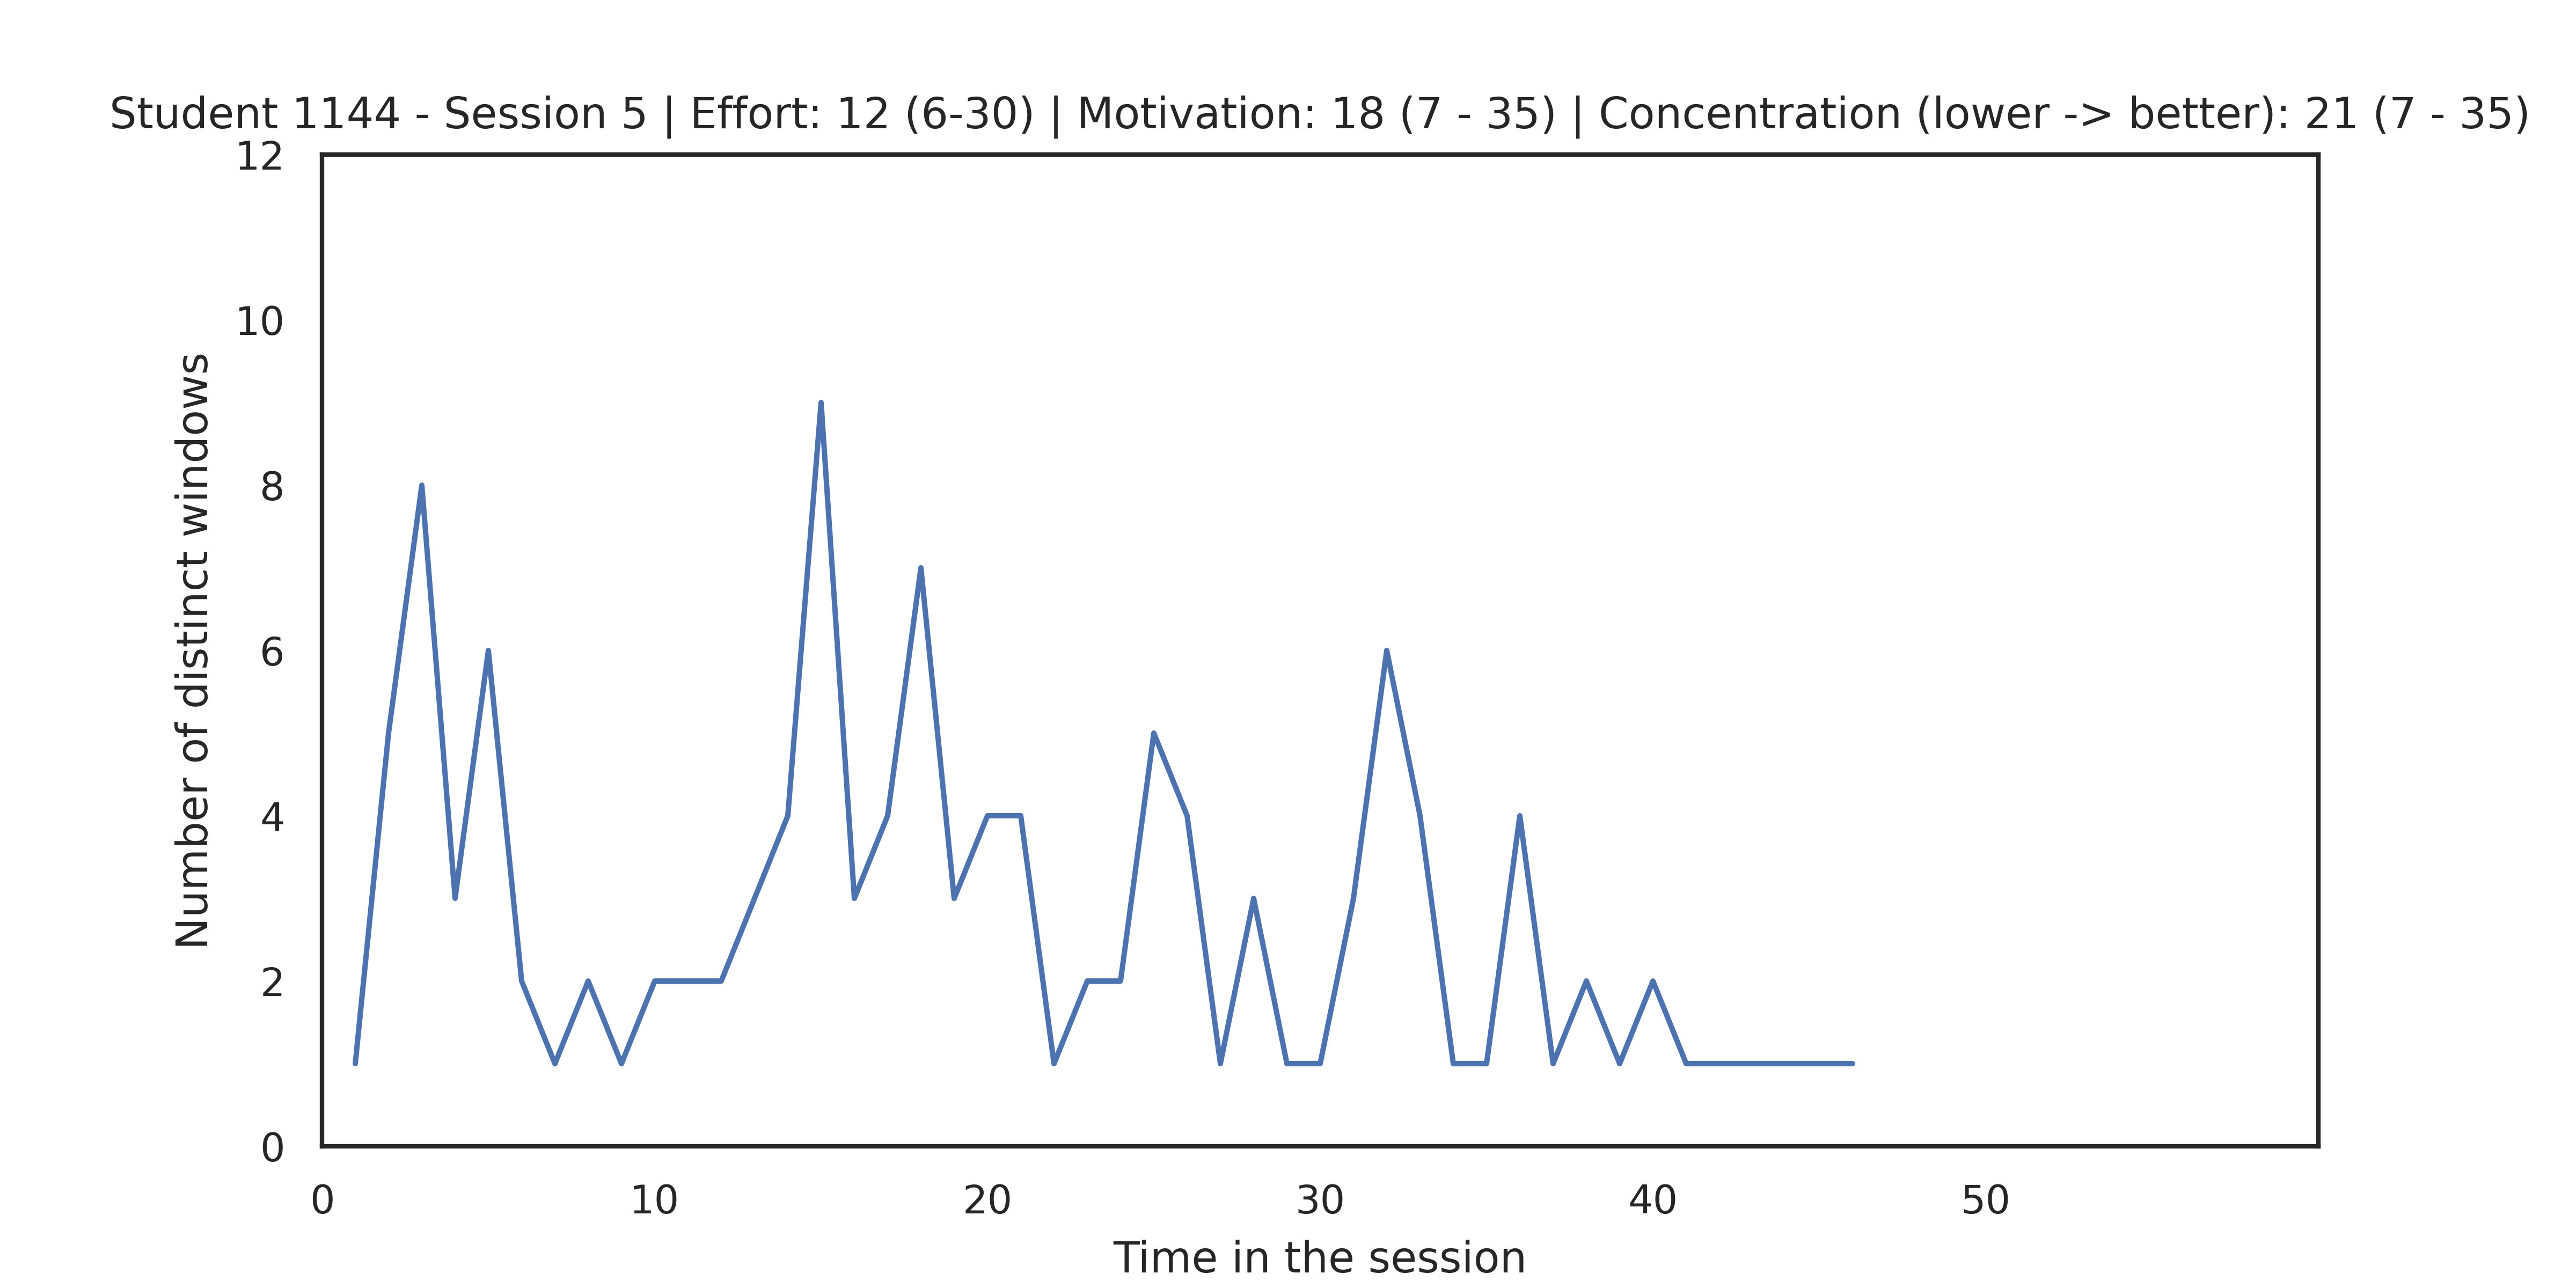 Student 1144 - Session 5 | Effort: 12 (6-30) | Motivation: 18 (7 - 35) | Concentration (lower -> better): 21 (7 - 35)
12
10
8
6
4
2
0
Number of distinct windows
0 10 20 30 40 50
Time in the session